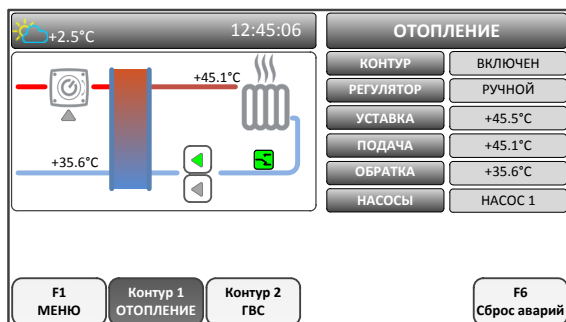 +2.5°C 12:45:06 ОТОПЛЕНИЕ
КОНТУР ВКЛЮЧЕН
+45.1°C
РЕГУЛЯТОР РУЧНОЙ
УСТАВКА +45.5°C
ПОДАЧА +45.1°C
+35.6°C
ОБРАТКА +35.6°C
НАСОСЫ НАСОС 1
F1 Контур 1 Контур 2 F6
МЕНЮ ОТОПЛЕНИЕ ГВС Сброс аварий